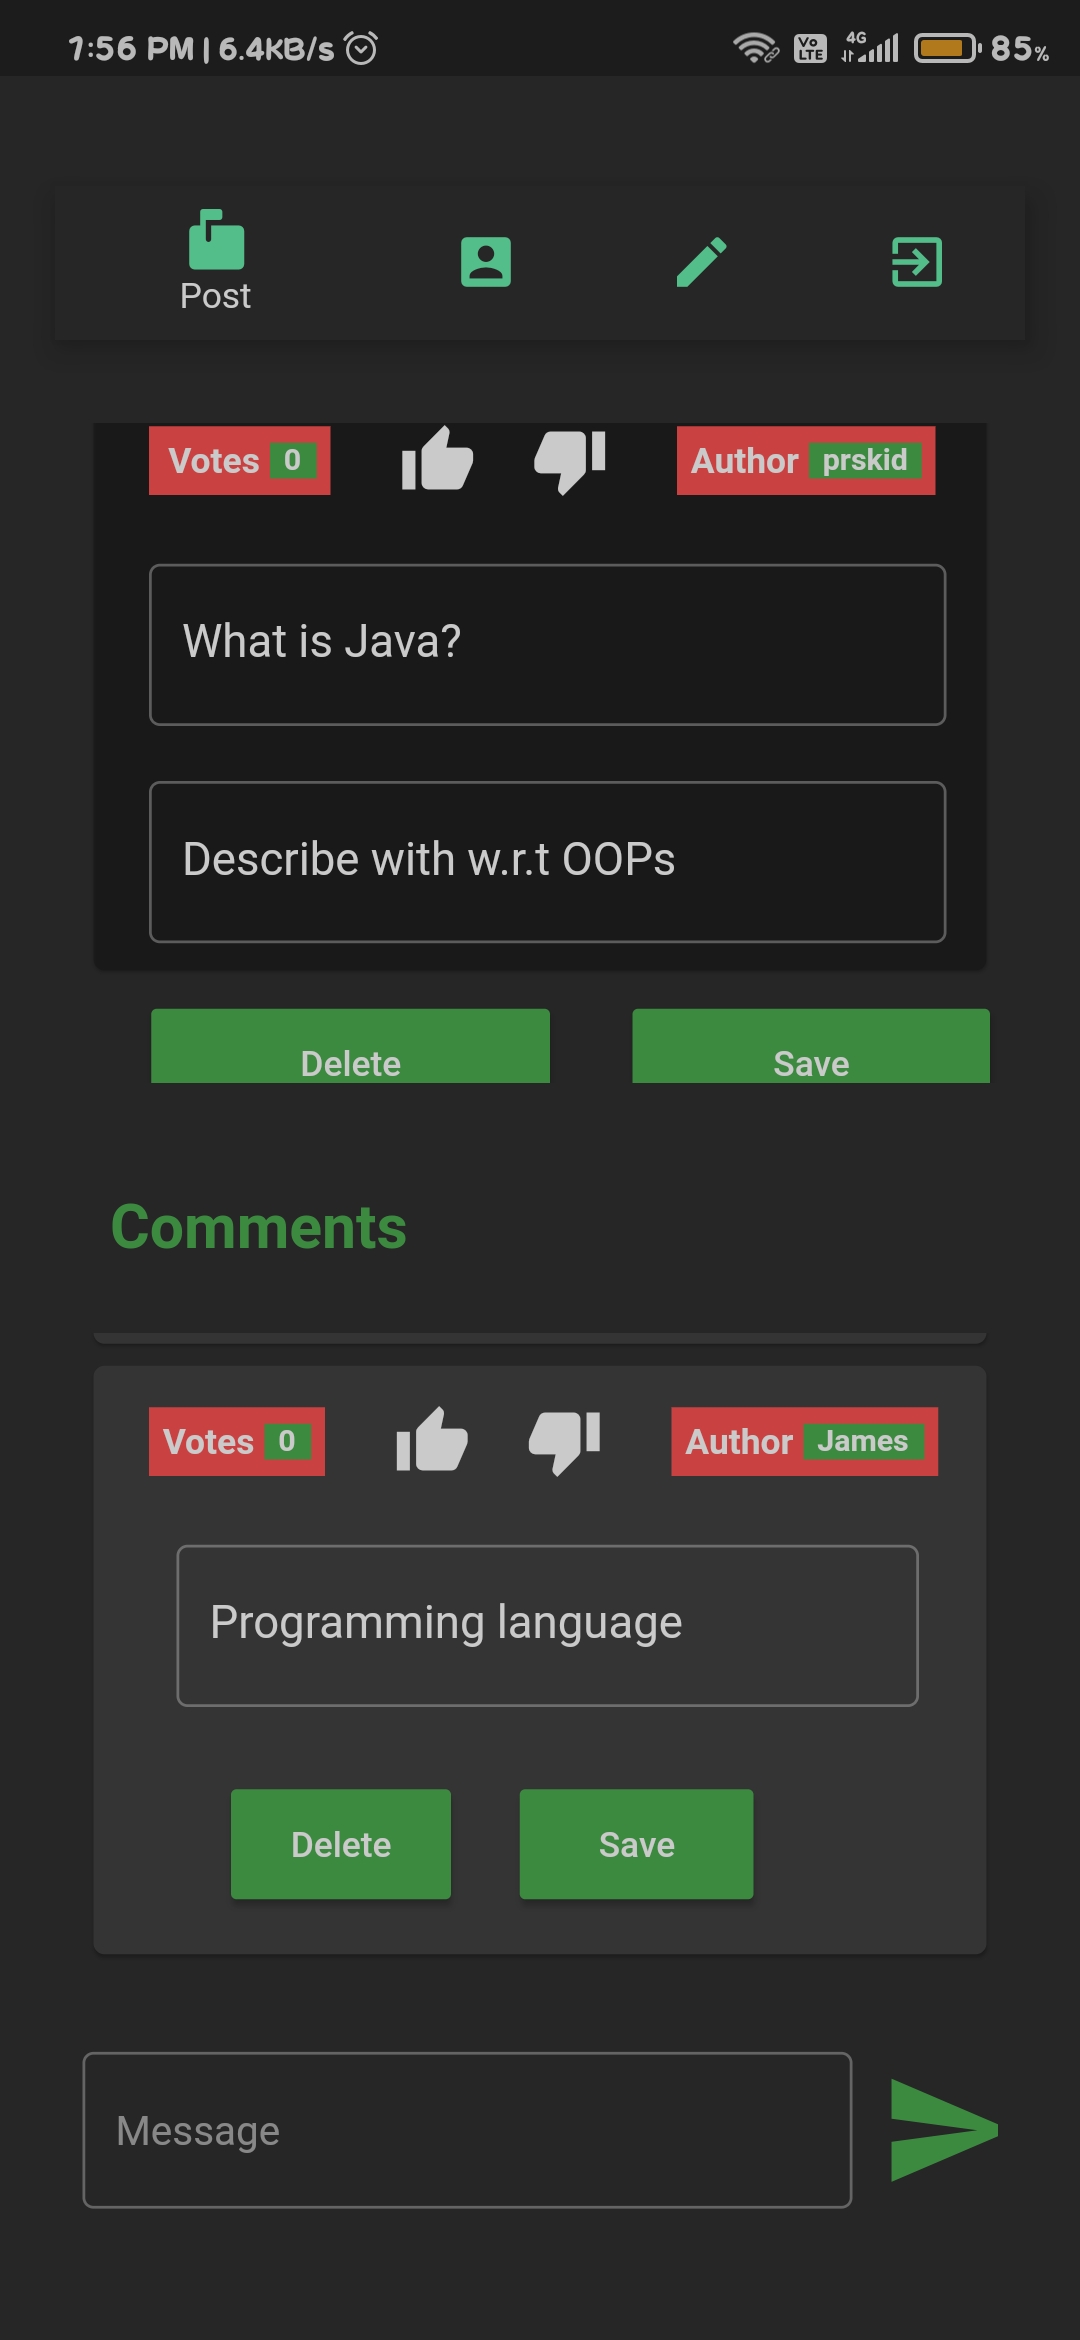 1:56 PM | 6.4KB/s 4G Vo LTE 85%
Post
Votes 0 Author prskid
What is Java?
Describe with w.r.t OOPs
Delete Save
Comments
Votes 0 Author James
Programming language
Delete Save
Message